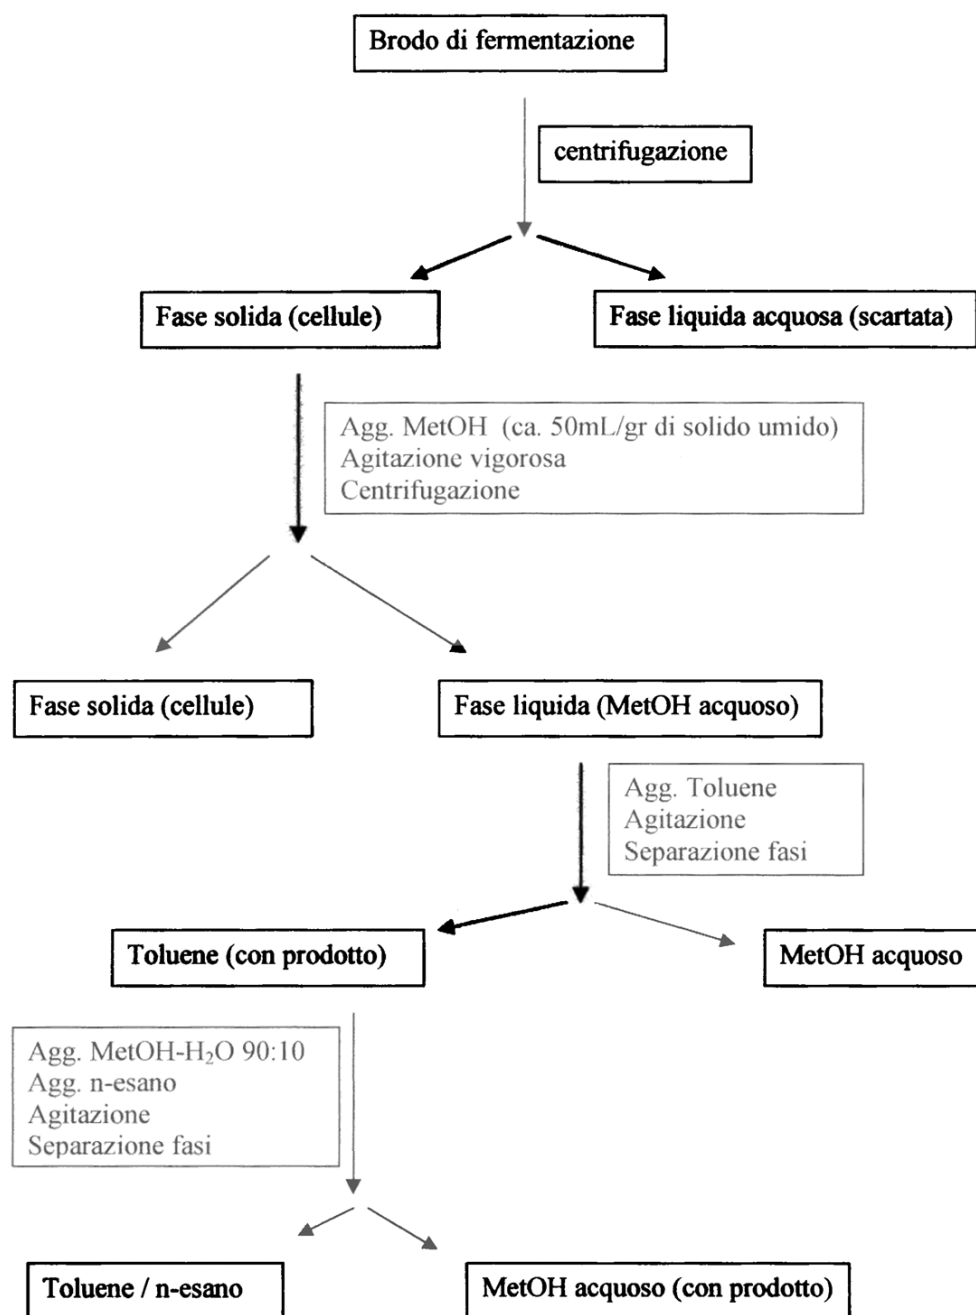 Brodo di fermentazione
centrifugazione
Fase solida (cellule)
Fase liquida acquosa (scartata)
Agg. MetOH (ca. 50mL/gr di solido umido)
Agitazione vigorosa
Centrifugazione
Fase solida (cellule)
Fase liquida (MetOH acquoso)
Agg. Toluene
Agitazione
Separazione fasi
Toluene (con prodotto)
MetOH acquoso
Agg. MetOH-H₂O 90:10
Agg. n-esano
Agitazione
Separazione fasi
Toluene / n-esano
MetOH acquoso (con prodotto)